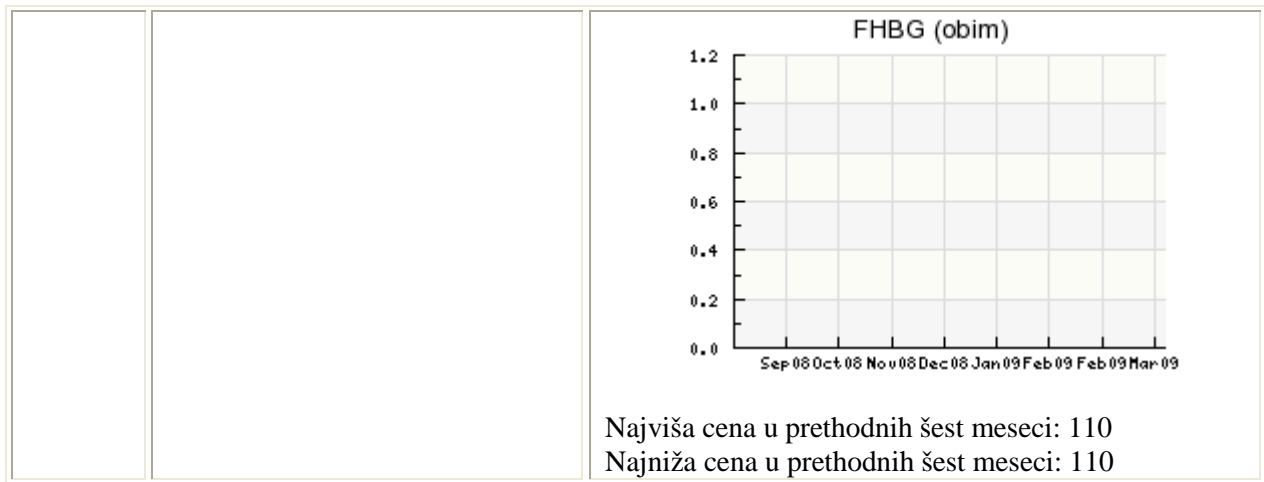 FHBG (obim)
1.2
1.0
0.8
0.6
0.4
0.2
0.0
Sep08 Oct08 Nov08 Dec08 Jan09 Feb09 Feb09 Mar09
Najviša cena u prethodnih šest meseci: 110
Najniža cena u prethodnih šest meseci: 110